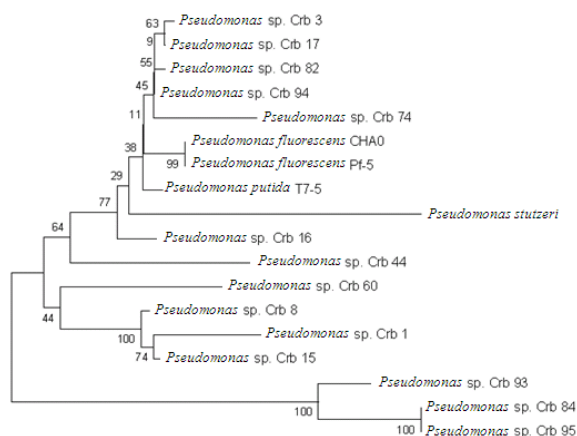 63 Pseudomonas sp. Crb 3
9 Pseudomonas sp. Crb 17
55 Pseudomonas sp. Crb 82
45 Pseudomonas sp. Crb 94
11 Pseudomonas sp. Crb 74
Pseudomonas fluorescens CHA0
99 Pseudomonas fluorescens Pf-5
38
29 Pseudomonas putida T7-5
77 Pseudomonas stutzeri
64 Pseudomonas sp. Crb 16
Pseudomonas sp. Crb 44
Pseudomonas sp. Crb 60
44 Pseudomonas sp. Crb 8
100 Pseudomonas sp. Crb 1
74 Pseudomonas sp. Crb 15
Pseudomonas sp. Crb 93
100 Pseudomonas sp. Crb 84
100 Pseudomonas sp. Crb 95